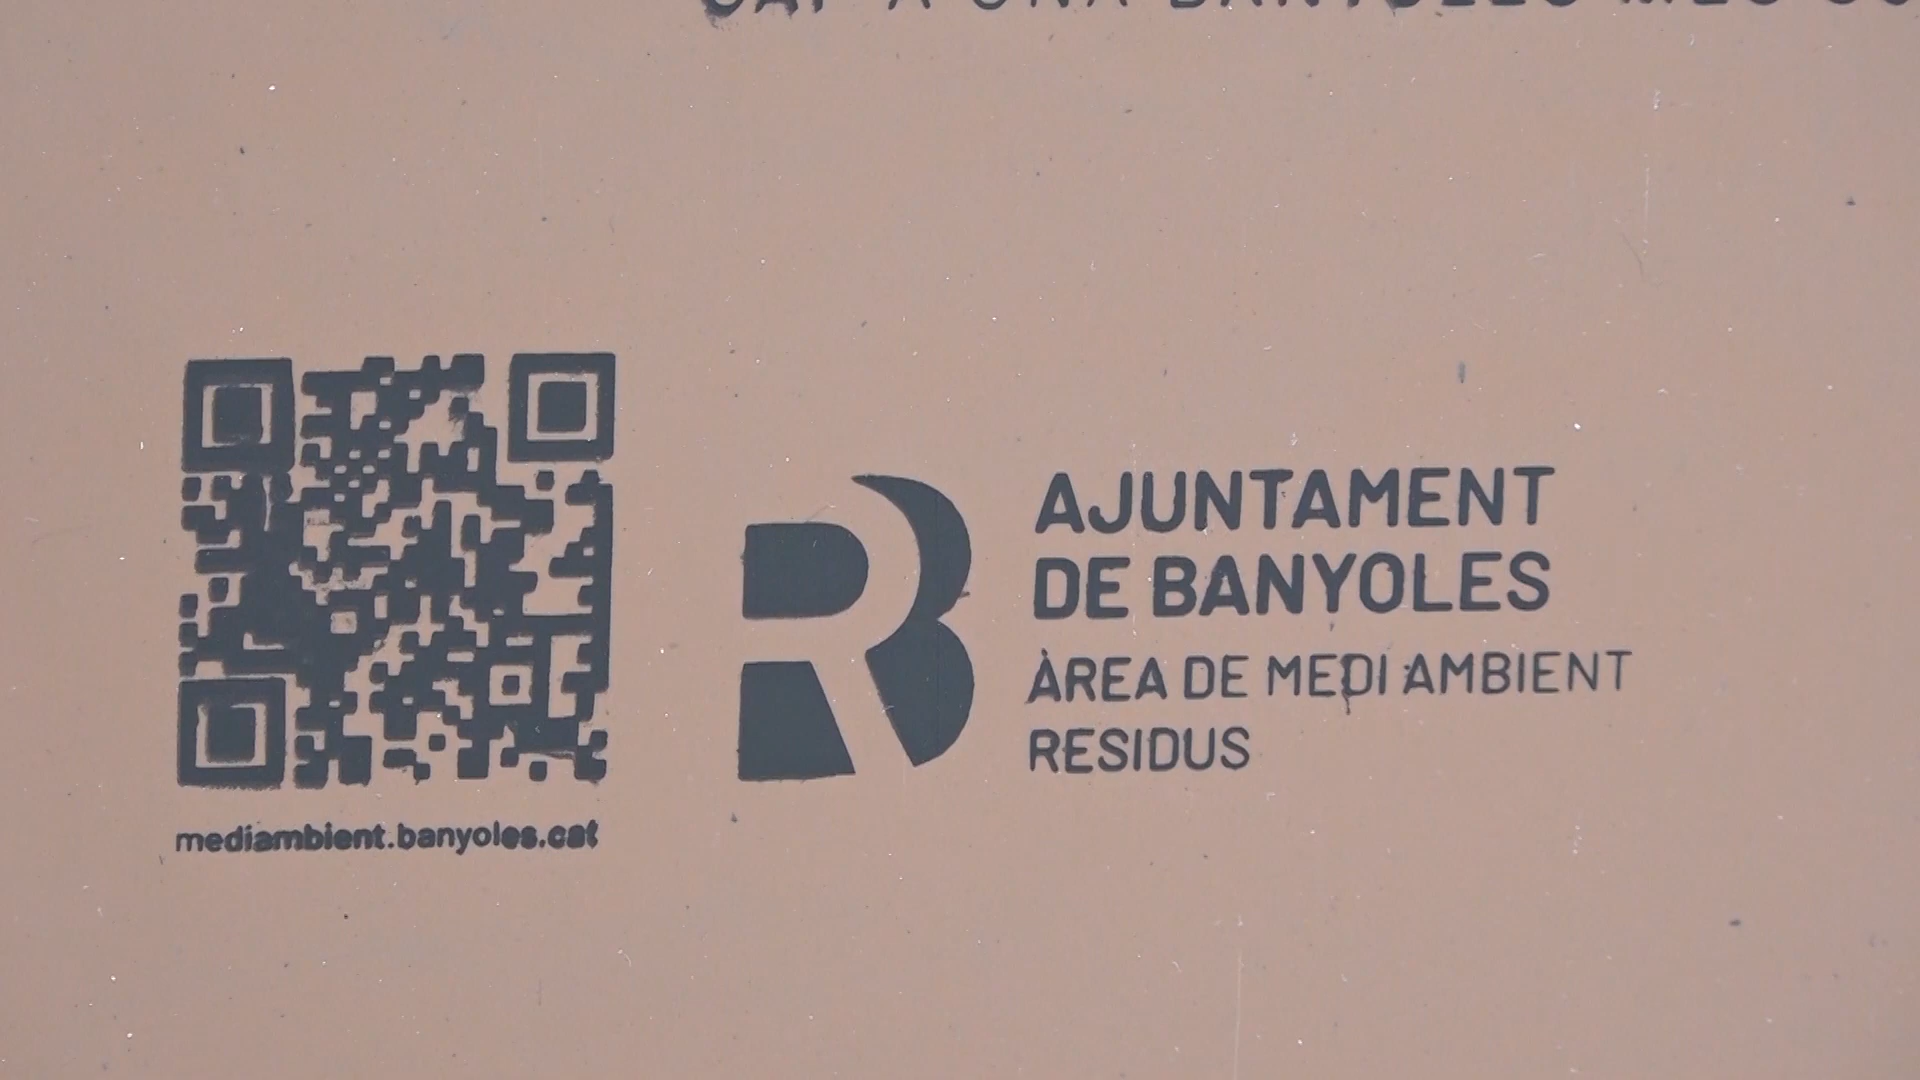 AJUNTAMENT
DE BANYOLES
ÀREA DE MEDI AMBIENT
RESIDUS
mediambient.banyoles.cat